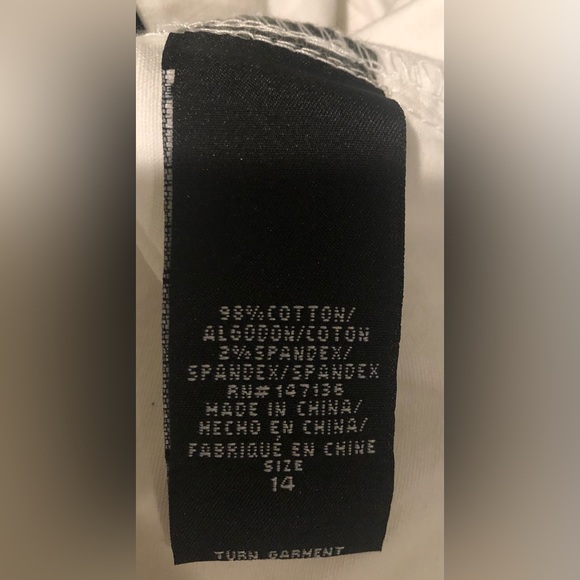 98%COTTON/
ALGODON/COTON
2%SPANDEX/
SPANDEX/SPANDEX
RN#147136
MADE IN CHINA/
HECHO EN CHINA/
FABRIQUÉ EN CHINE
SIZE
14
TURN GARMENT